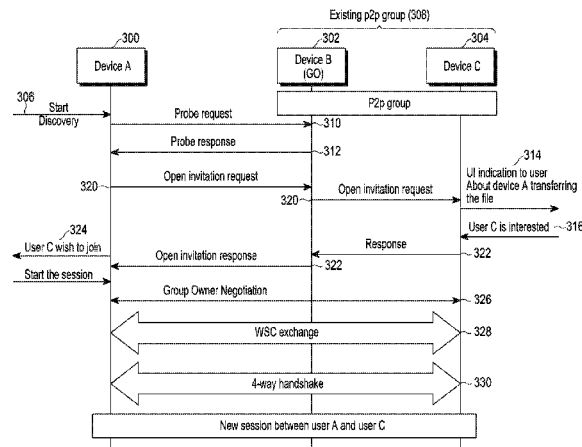 Existing p2p group (308)
300
302
304
Device A
Device B
(GO)
Device C
P2p group
306
Start
Discovery
Probe request
310
Probe response
312
314
UI indication to user
About device A transferring
the file
320
Open invitation request
320
Open invitation request
User C is interested
316
324
User C wish to join
Response
322
Open invitation response
322
Start the session
Group Owner Negotiation
326
WSC exchange
328
4-way handshake
330
New session between user A and user C